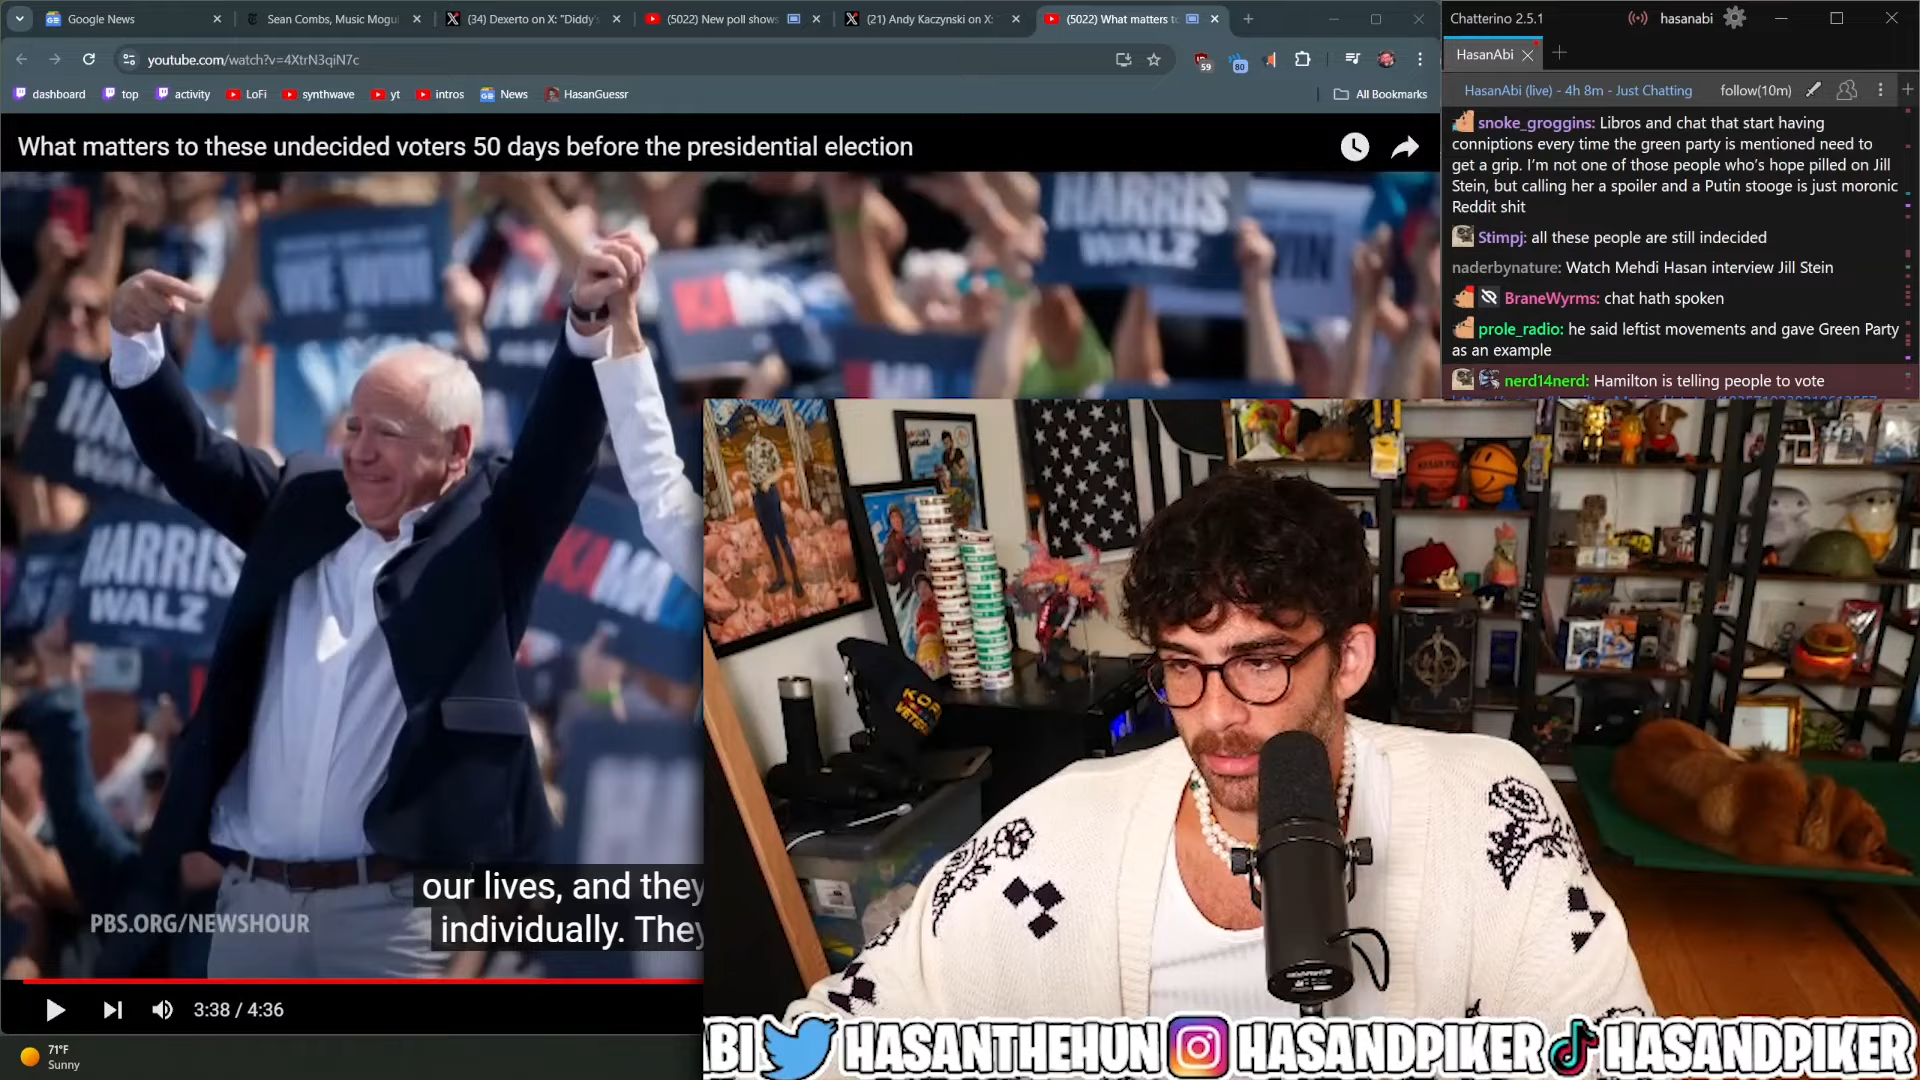 Google News
Sean Combs, Music Mogul
(34) Dexerto on X: "Diddy's
(5022) New poll shows
(21) Andy Kaczynski on X:
(5022) What matters to
youtube.com/watch?v=4XtrN3qiN7c
59
80
dashboard
top
activity
LoFi
synthwave
yt
intros
News
HasanGuessr
All Bookmarks
What matters to these undecided voters 50 days before the presidential election
WE WIN
HARRIS
WALZ
WIN
HARRIS
WALZ
our lives, and they
individually. They
PBS.ORG/NEWSHOUR
3:38 / 4:36
71°F
Sunny
Chatterino 2.5.1
hasanabi
HasanAbi
HasanAbi (live) - 4h 8m - Just Chatting
follow(10m)
snoke_groggins: Libros and chat that start having
conniptions every time the green party is mentioned need to
get a grip. I'm not one of those people who's hope pilled on Jill
Stein, but calling her a spoiler and a Putin stooge is just moronic
Reddit shit
Stimpj: all these people are still indecided
naderbynature: Watch Mehdi Hasan interview Jill Stein
BraneWyrms: chat hath spoken
prole_radio: he said leftist movements and gave Green Party
as an example
nerd14nerd: Hamilton is telling people to vote
VETERAN
ABI
HASANTHEHUN
HASANDPIKER
HASANDPIKER